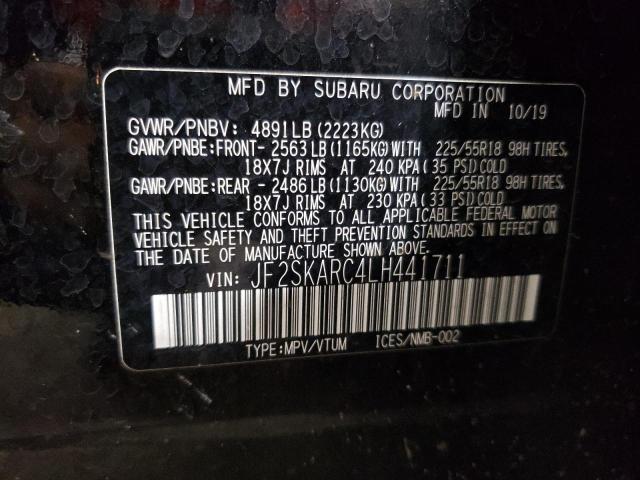 MFD BY SUBARU CORPORATION
MFD IN 10/19
GVWR/PNBV: 4891LB(2223KG)
GAWR/PNBE:FRONT- 2563LB(1165KG)WITH 225/55R18 98H TIRES,
18X7J RIMS AT 240 KPA(35 PSI)COLD
GAWR/PNBE:REAR - 2486LB(1130KG)WITH 225/55R18 98H TIRES,
18X7J RIMS AT 230 KPA(33 PSI)COLD
THIS VEHICLE CONFORMS TO ALL APPLICABLE FEDERAL MOTOR
VEHICLE SAFETY AND THEFT PREVENTION STANDARDS IN EFFECT ON
THE DATE OF MANUFACTURE SHOWN ABOVE.
VIN: JF2SKARC4LH441711
TYPE:MPV/VTUM ICES/NMB-002